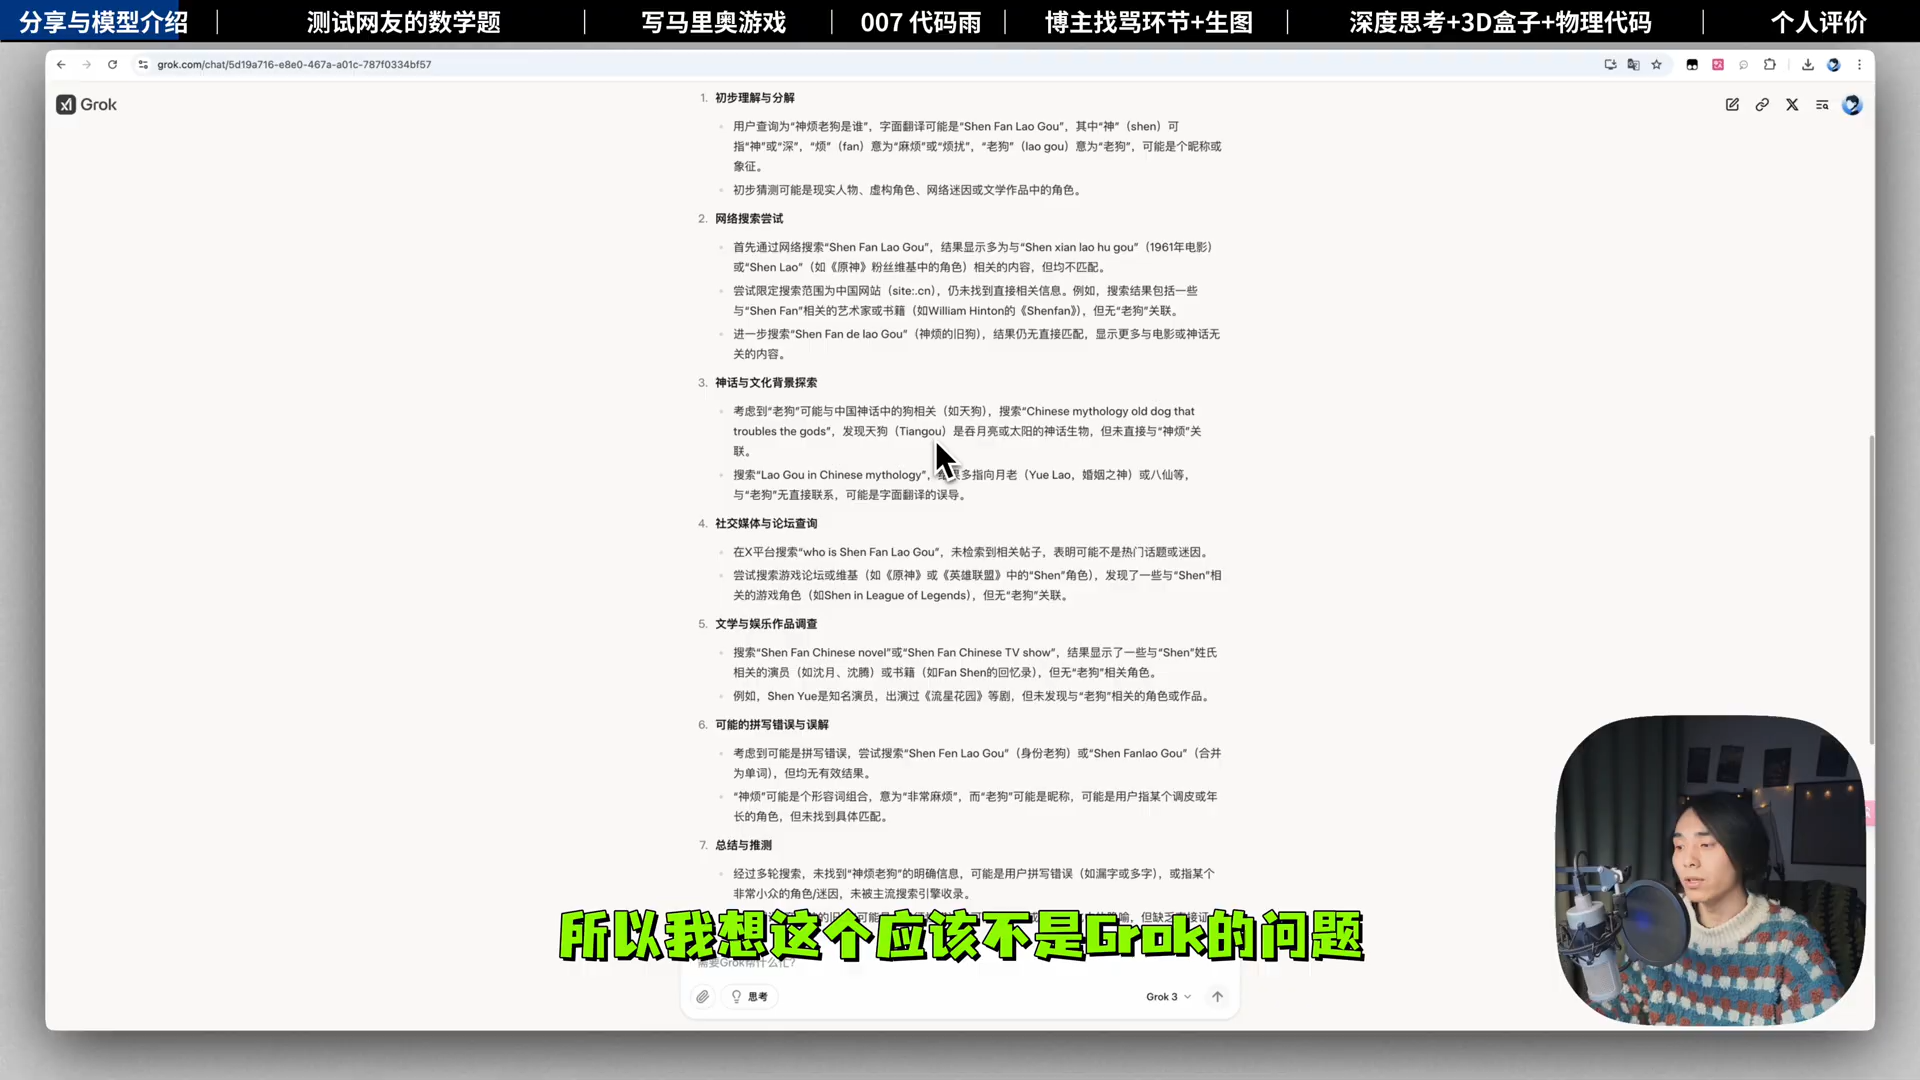 分享与模型介绍 | 测试网友的数学题 | 写马里奥游戏 | 007 代码雨 | 博主找骂环节+生图 | 深度思考+3D盒子+物理代码 | 个人评价
grok.com/chat/5d19a716-e8e0-467a-a01c-787f0334bf57
Grok
1. 初步理解与分解
用户查询为“神烦老狗是谁”，字面翻译可能是“Shen Fan Lao Gou”，其中“神”（shen）可
指“神”或“深”，“烦”（fan）意为“麻烦”或“烦扰”，“老狗”（lao gou）意为“老狗”，可能是个昵称或
象征。
初步猜测可能是现实人物、虚构角色、网络迷因或文学作品中的角色。
2. 网络搜索尝试
首先通过网络搜索“Shen Fan Lao Gou”，结果显示多为与“Shen xian lao hu gou”（1961年电影）
或“Shen Lao”（如《原神》粉丝维基中的角色）相关的内容，但均不匹配。
尝试限定搜索范围为中国网站（site:.cn），仍未找到直接相关信息。例如，搜索结果包括一些
与“Shen Fan”相关的艺术家或书籍（如William Hinton的《Shenfan》），但无“老狗”关联。
进一步搜索“Shen Fan de lao Gou”（神烦的旧狗），结果仍无直接匹配，显示更多与电影或神话无
关的内容。
3. 神话与文化背景探索
考虑到“老狗”可能与中国神话中的狗相关（如天狗），搜索“Chinese mythology old dog that
troubles the gods”，发现天狗（Tiangou）是吞月亮或太阳的神话生物，但未直接与“神烦”关
联。
搜索“Lao Gou in Chinese mythology”，结果多指向月老（Yue Lao，婚姻之神）或八仙等，
与“老狗”无直接联系，可能是字面翻译的误导。
4. 社交媒体与论坛查询
在X平台搜索“who is Shen Fan Lao Gou”，未检索到相关帖子，表明可能不是热门话题或迷因。
尝试搜索游戏论坛或维基（如《原神》或《英雄联盟》中的“Shen”角色），发现了一些与“Shen”相
关的游戏角色（如Shen in League of Legends），但无“老狗”关联。
5. 文学与娱乐作品调查
搜索“Shen Fan Chinese novel”或“Shen Fan Chinese TV show”，结果显示了一些与“Shen”姓氏
相关的演员（如沈月、沈腾）或书籍（如Fan Shen的回忆录），但无“老狗”相关角色。
例如，Shen Yue是知名演员，出演过《流星花园》等剧，但未发现与“老狗”相关的角色或作品。
6. 可能的拼写错误与误解
考虑到可能是拼写错误，尝试搜索“Shen Fen Lao Gou”（身份老狗）或“Shen Fanlao Gou”（合并
为单词），但均无有效结果。
“神烦”可能是个形容词组合，意为“非常麻烦”，而“老狗”可能是昵称，可能是用户指某个调皮或年
长的角色，但未找到具体匹配。
7. 总结与推测
经过多轮搜索，未找到“神烦老狗”的明确信息，可能是用户拼写错误（如漏字或多字），或指某个
非常小众的角色/迷因，未被主流搜索引擎收录。
所以我想这个应该不是Grok的问题
需要Grok帮什么忙?
思考
Grok 3